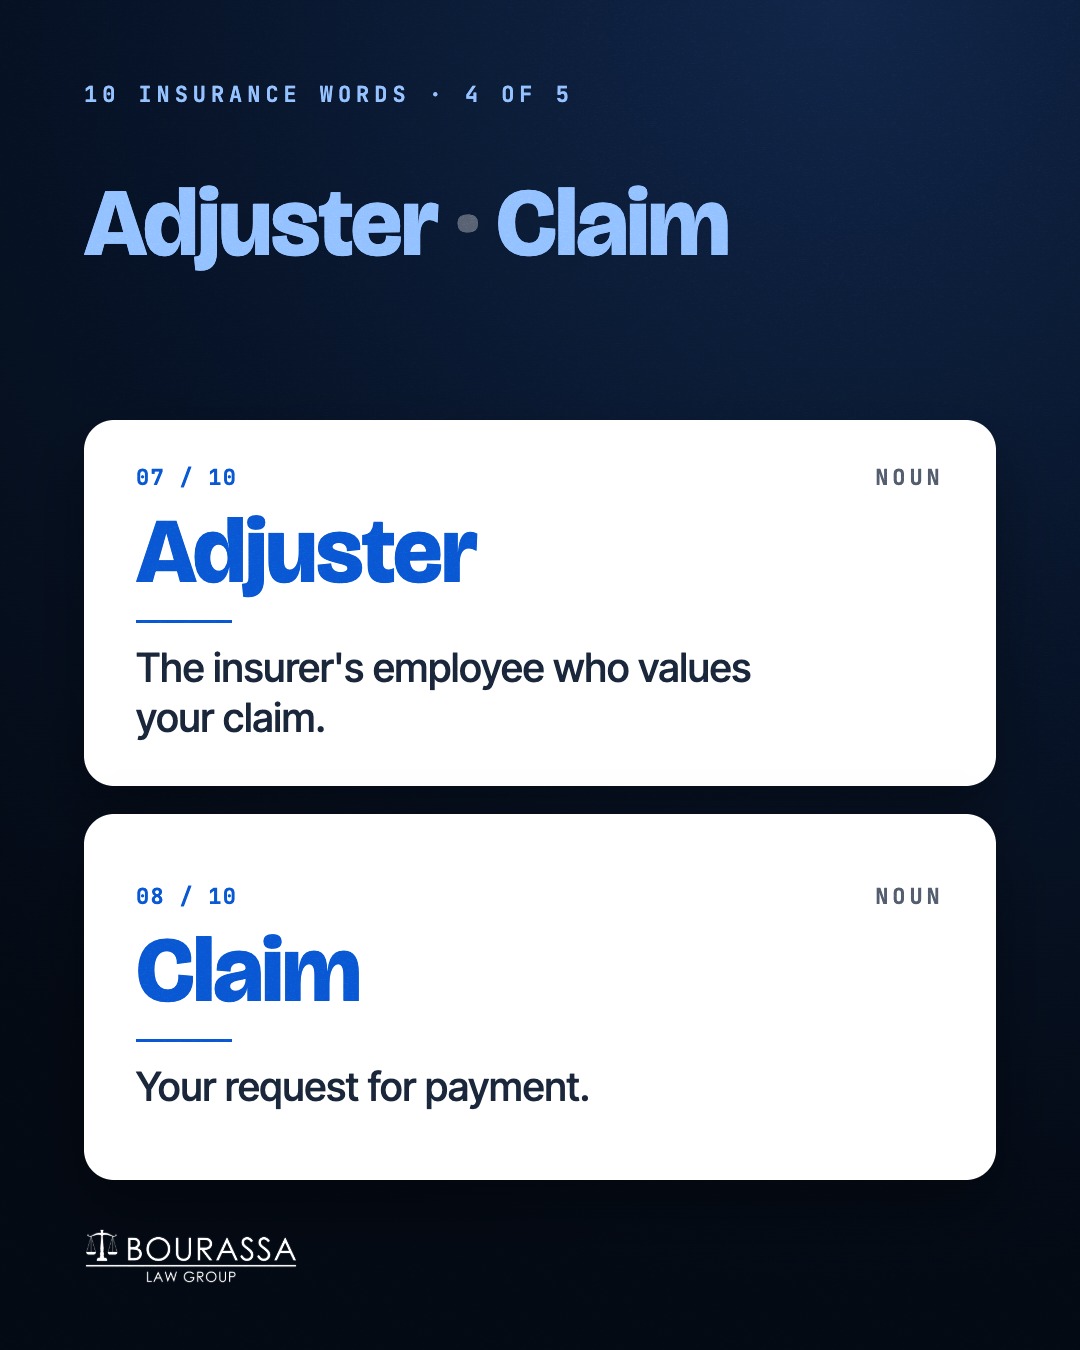 10 INSURANCE WORDS · 4 OF 5
Adjuster · Claim
07 / 10 NOUN
Adjuster
The insurer's employee who values
your claim.
08 / 10 NOUN
Claim
Your request for payment.
BOURASSA
LAW GROUP